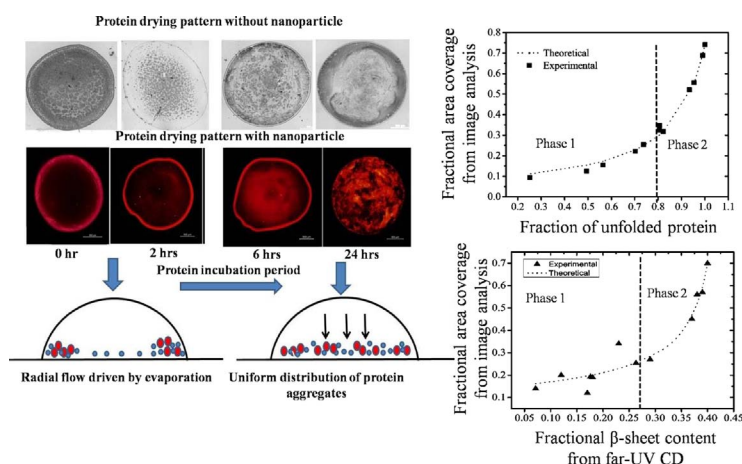 Protein drying pattern without nanoparticle
Protein drying pattern with nanoparticle
0 hr
2 hrs
6 hrs
24 hrs
Protein incubation period
Radial flow driven by evaporation
Uniform distribution of protein
aggregates
Fractional area coverage
from image analysis
0.8
0.7
0.6
0.5
0.4
0.3
0.2
0.1
0.0
Theoretical
Experimental
Phase 1
Phase 2
0.2 0.3 0.4 0.5 0.6 0.7 0.8 0.9 1.0 1.1
Fraction of unfolded protein
Fractional area coverage
from image analysis
0.7
0.6
0.5
0.4
0.3
0.2
0.1
Experimental
Theoretical
Phase 1
Phase 2
0.05 0.10 0.15 0.20 0.25 0.30 0.35 0.40 0.45
Fractional β-sheet content
from far-UV CD